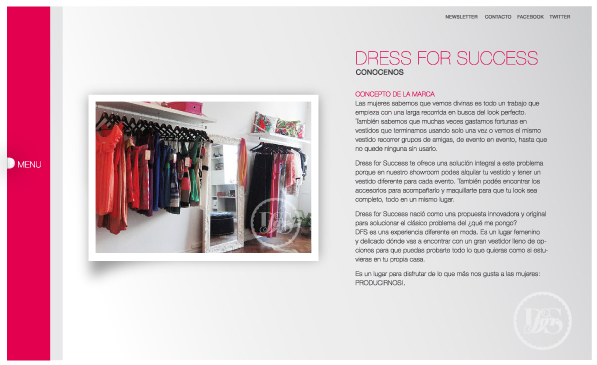 NEWSLETTER CONTACTO FACEBOOK TWITTER
DRESS FOR SUCCESS
CONOCENOS
CONCEPTO DE LA MARCA
Las mujeres sabemos que vernos divinas es todo un trabajo que
empieza con una larga recorrida en busca del look perfecto.
También sabemos que muchas veces gastamos fortunas en
vestidos que terminamos usando solo una vez o vemos el mismo
vestido recorrer grupos de amigas, de evento en evento, hasta que
no quede ninguna sin usarlo.
Dress for Success te ofrece una solución integral a este problema
porque en nuestro showroom podes alquilar tu vestido y tener un
vestido diferente para cada evento. También podés encontrar los
accesorios para acompañarlo y maquillarte para que tu look sea
completo, todo en un mismo lugar.
Dress for Success nació como una propuesta innovadora y original
para solucionar el clásico problema del ¿qué me pongo?
DFS es una experiencia diferente en moda. Es un lugar femenino
y delicado dónde vas a encontrar con un gran vestidor lleno de op-
ciones para que puedas probarte todo lo que quieras como si estu-
vieras en tu propia casa.
Es un lugar para disfrutar de lo que más nos gusta a las mujeres:
PRODUCIRNOS!.
MENU
DFS
DFS